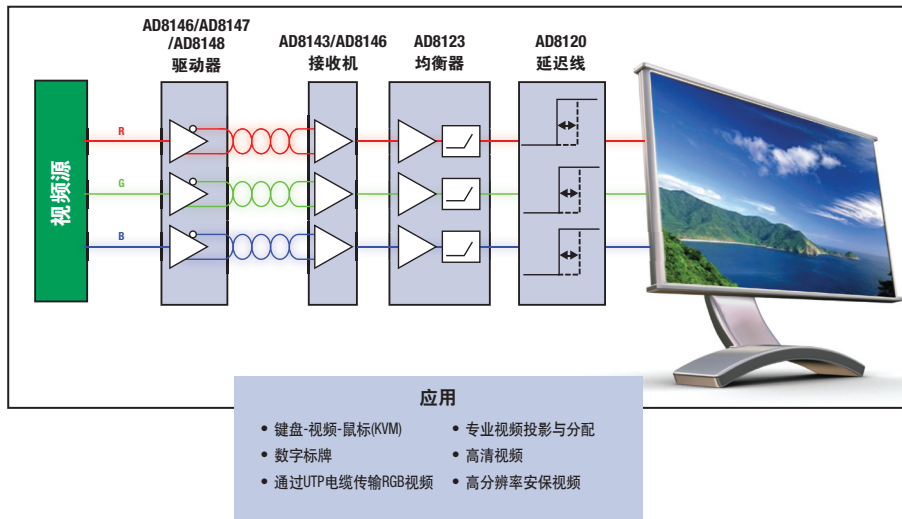 AD8146/AD8147
/AD8148
驱动器
AD8143/AD8146
接收机
AD8123
均衡器
AD8120
延迟线
视频源
R
G
B
应用
• 键盘-视频-鼠标(KVM)
• 数字标牌
• 通过UTP电缆传输RGB视频
• 专业视频投影与分配
• 高清视频
• 高分辨率安保视频